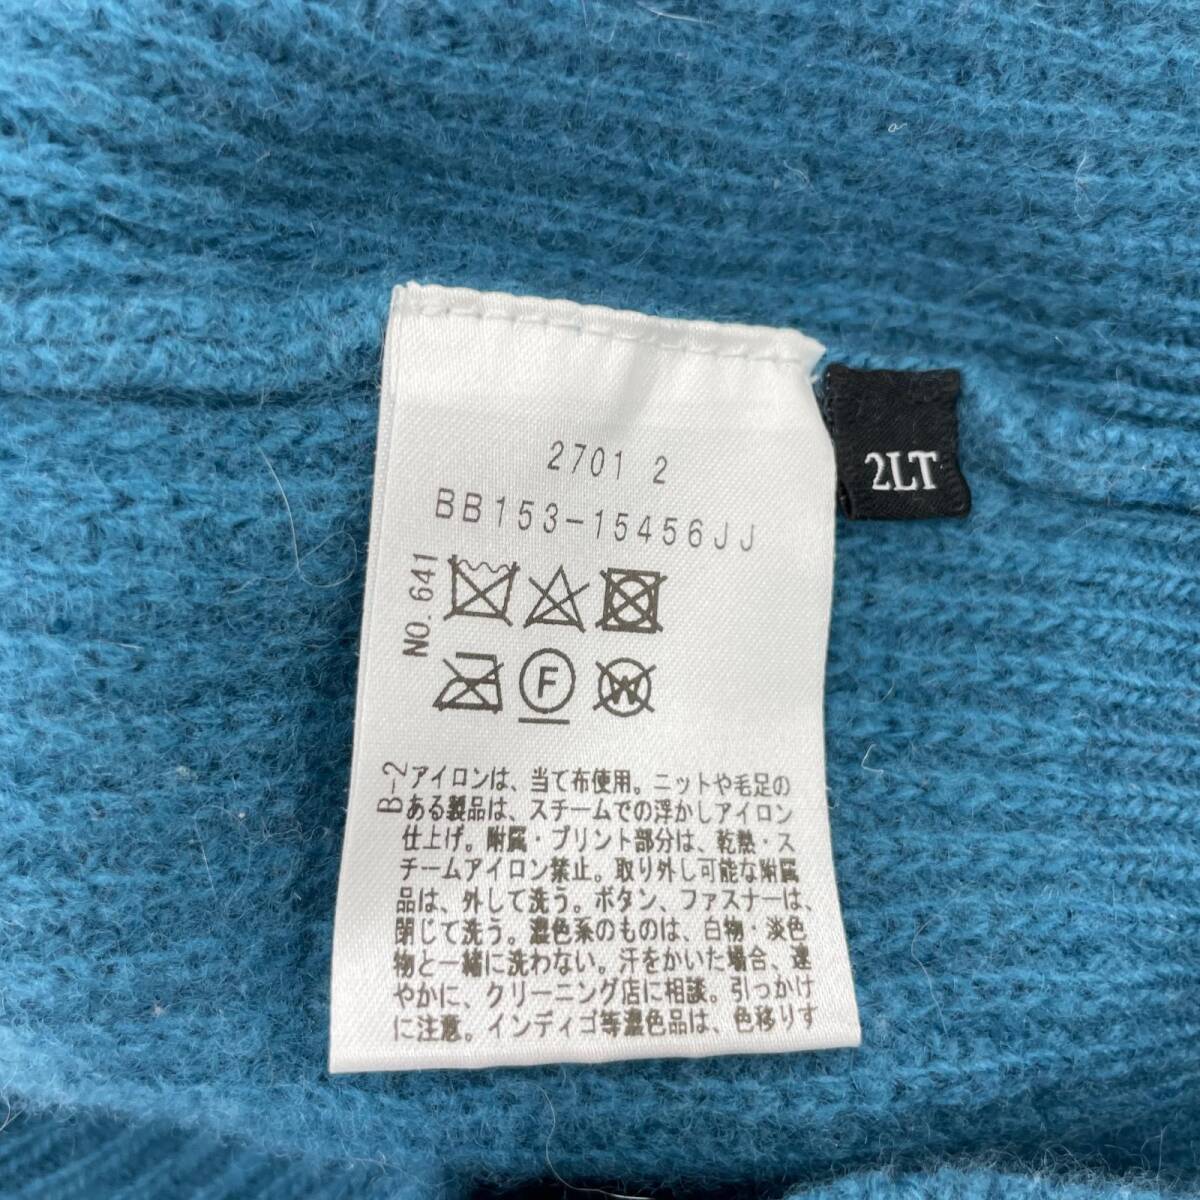 2701 2
BB153-15456JJ
NO.641
F
W
B-2
アイロンは、当て布使用。ニットや毛足の
ある製品は、スチームでの浮かしアイロン
仕上げ。附属・プリント部分は、乾熱・ス
チームアイロン禁止。取り外し可能な附属
品は、外して洗う。ボタン、ファスナーは、
閉じて洗う。濃色系のものは、白物・淡色
物と一緒に洗わない。汗をかいた場合、速
やかに、クリーニング店に相談。引っかけ
に注意。インディゴ等濃色品は、色移りす
2LT